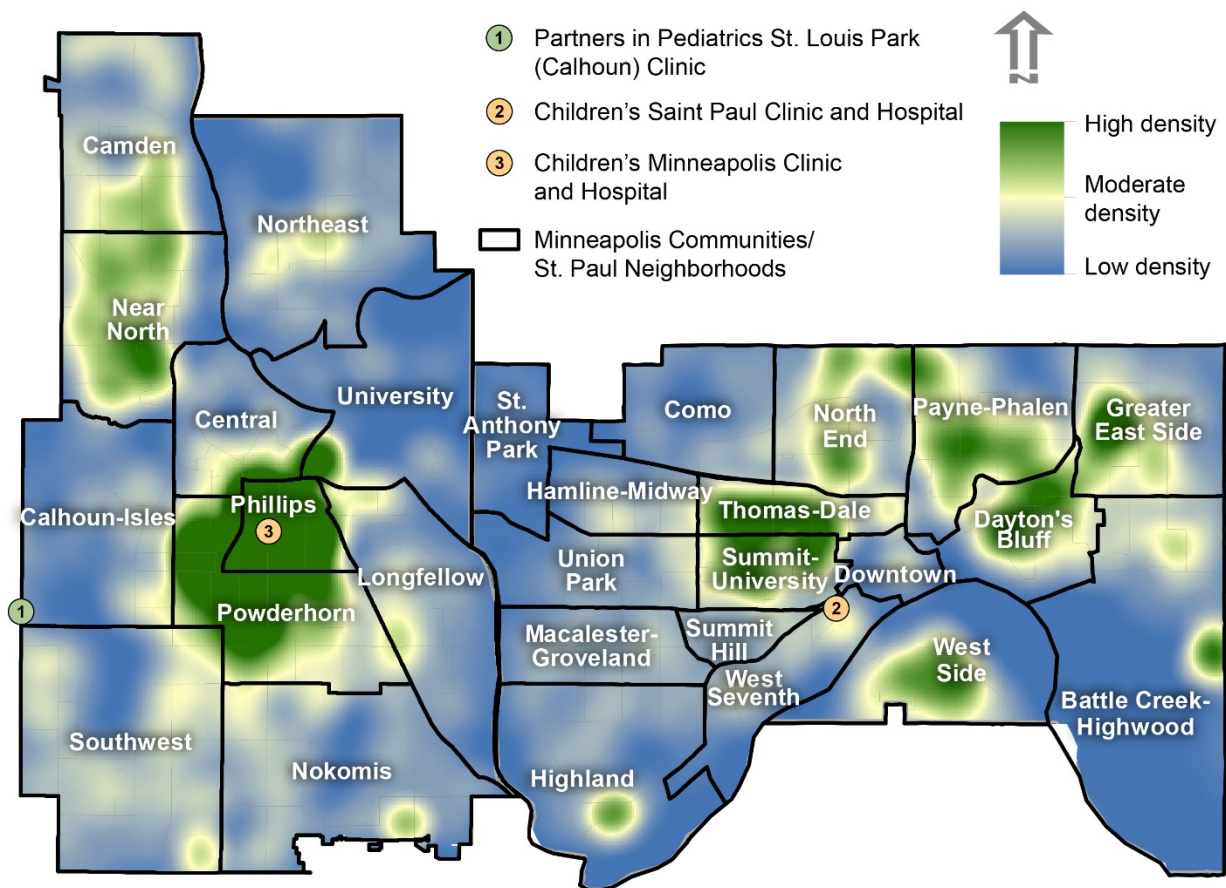 1 Partners in Pediatrics St. Louis Park
(Calhoun) Clinic
2 Children's Saint Paul Clinic and Hospital
3 Children's Minneapolis Clinic
and Hospital
Minneapolis Communities/
St. Paul Neighborhoods
N
High density
Moderate
density
Low density
Camden
Northeast
Near
North
University
Central
St.
Anthony
Park
Como
North
End
Payne-Phalen
Greater
East Side
Calhoun-Isles
Phillips
3
Hamline-Midway
Thomas-Dale
Dayton's
Bluff
Longfellow
Union
Park
Summit-
University
Downtown
1
Powderhorn
2
Macalester-
Groveland
Summit
Hill
West
Side
West
Seventh
Battle Creek-
Highwood
Southwest
Nokomis
Highland